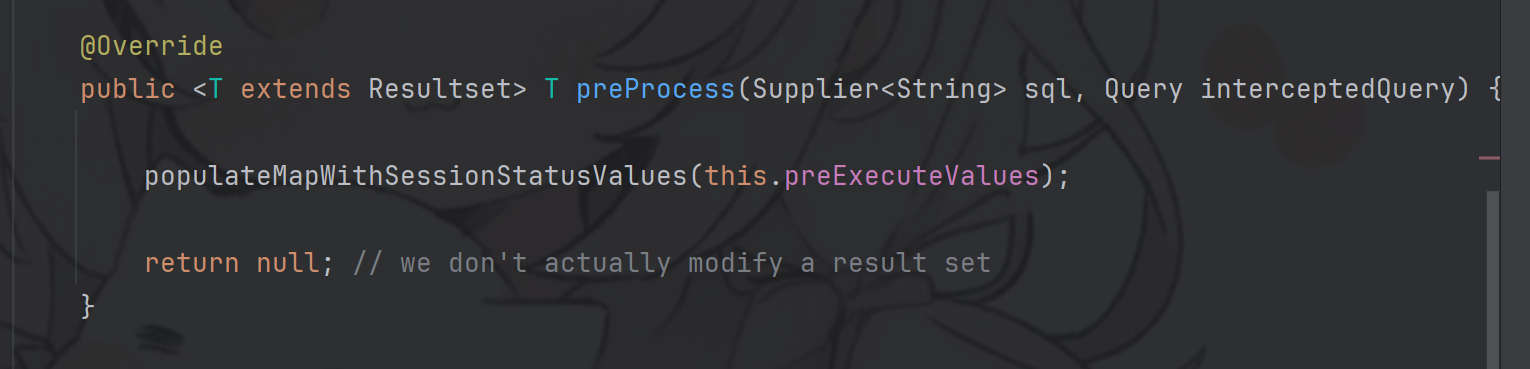 @Override
public <T extends Resultset> T preProcess(Supplier<String> sql, Query interceptedQuery) {
populateMapWithSessionStatusValues(this.preExecuteValues);
return null; // we don't actually modify a result set
}